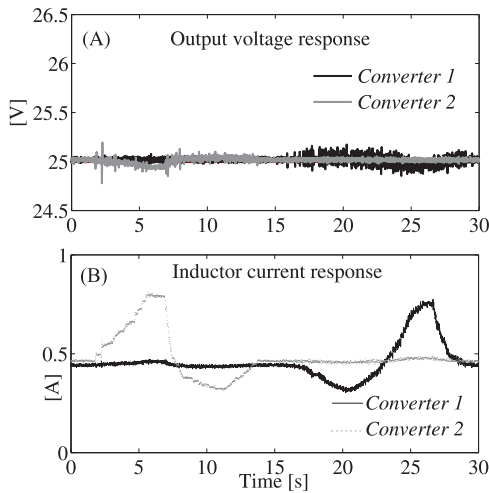 26.5
(A)
Output voltage response
26
Converter 1
Converter 2
25.5
[V]
25
24.5
0 5 10 15 20 25 30
1
(B)
Inductor current response
0.5
[A]
Converter 1
Converter 2
0
0 5 10 15 20 25 30
Time [s]